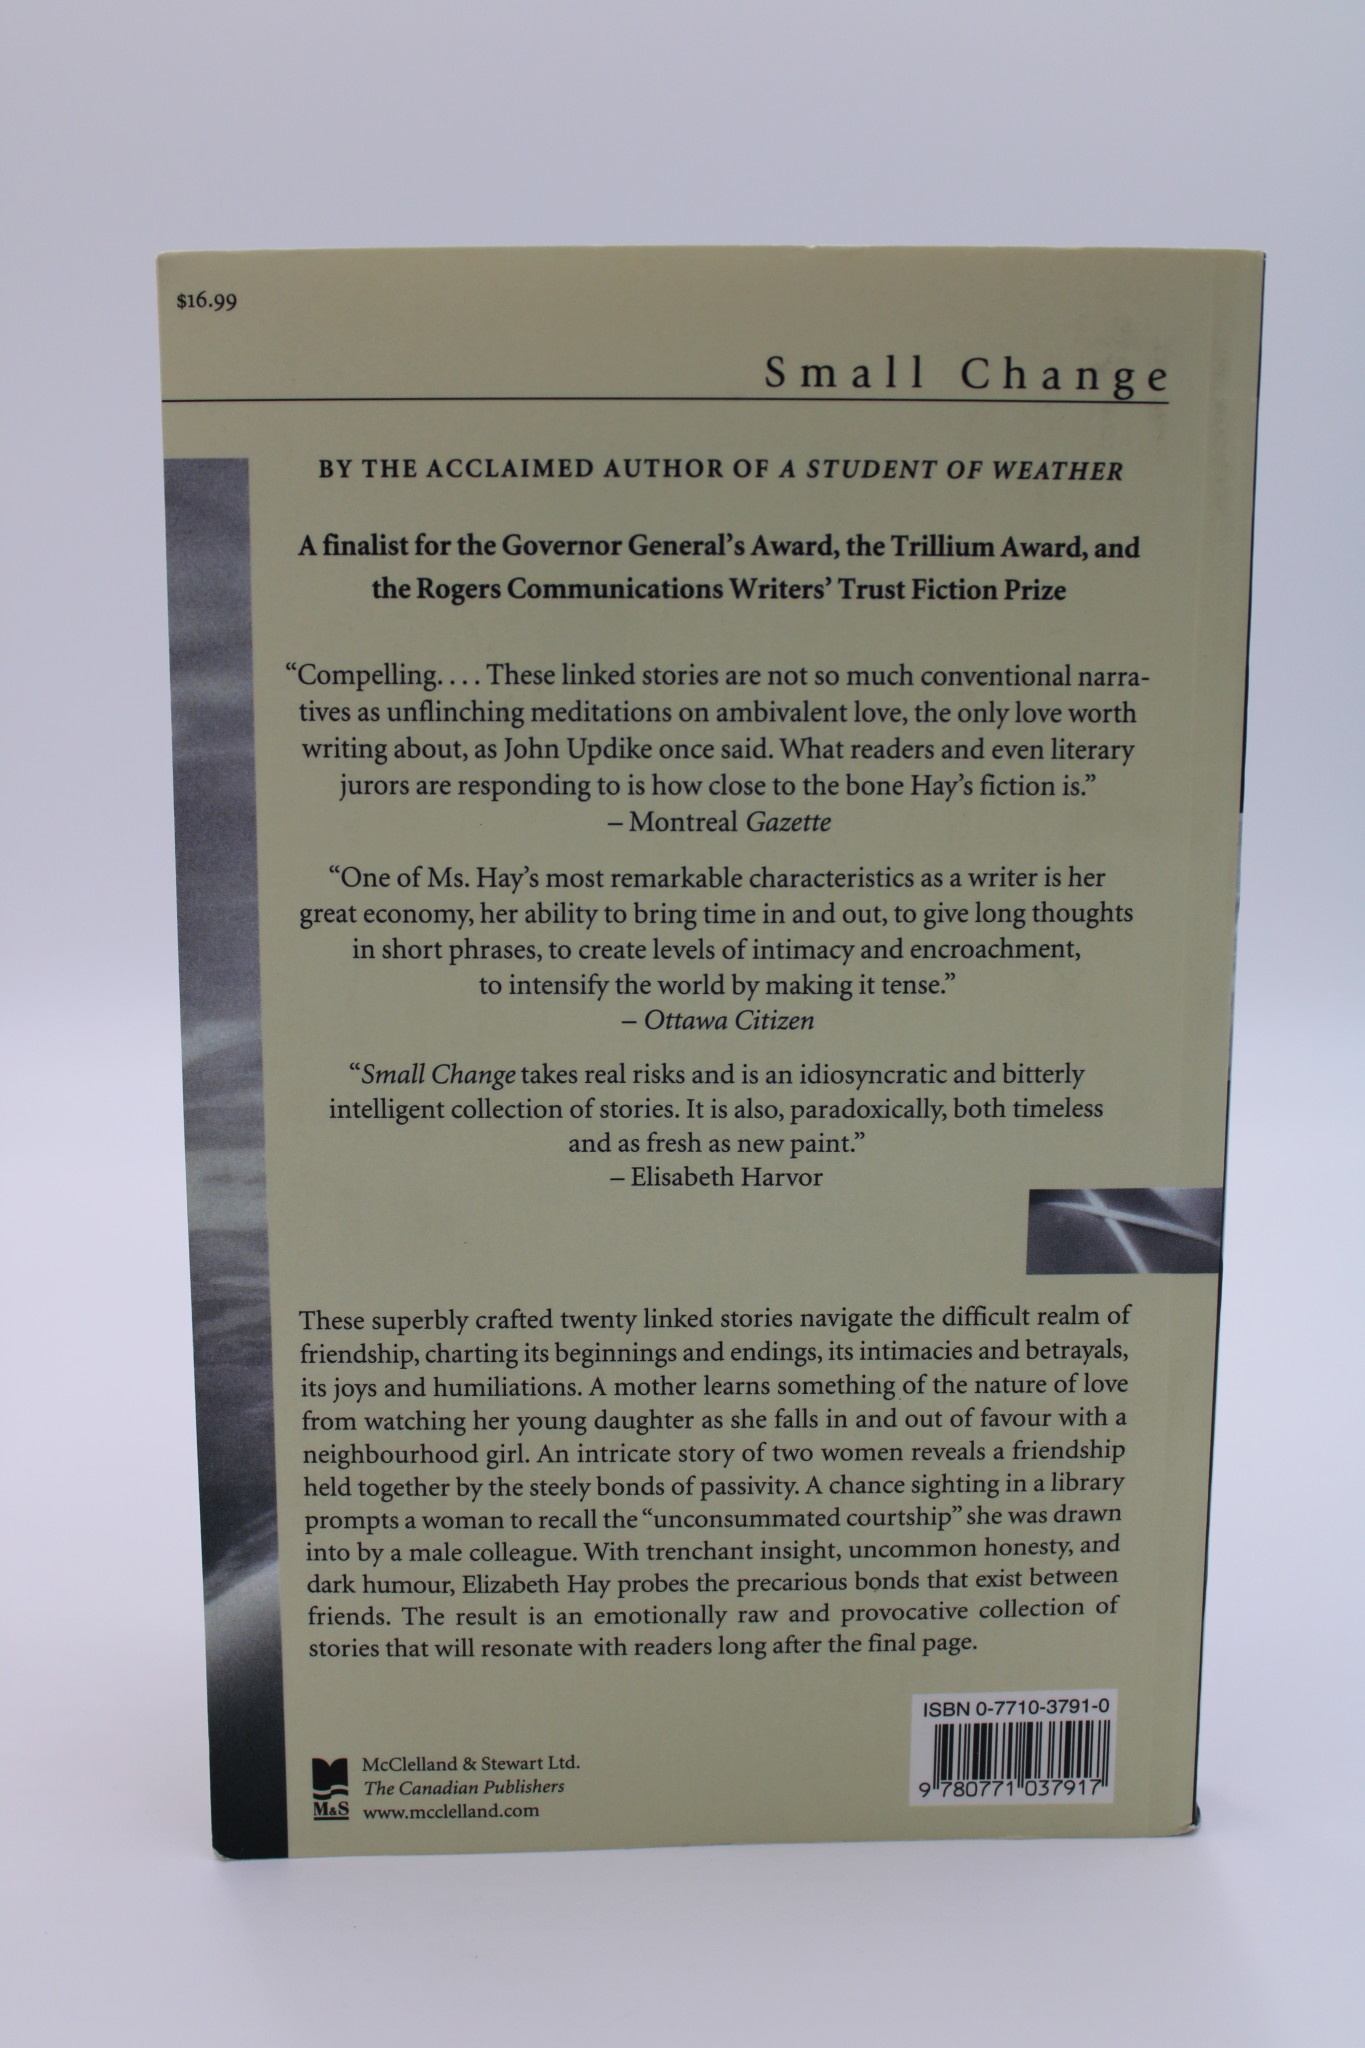 $16.99
Small Change
BY THE ACCLAIMED AUTHOR OF A STUDENT OF WEATHER
A finalist for the Governor General’s Award, the Trillium Award, and
the Rogers Communications Writers’ Trust Fiction Prize
“Compelling. . . . These linked stories are not so much conventional narra-
tives as unflinching meditations on ambivalent love, the only love worth
writing about, as John Updike once said. What readers and even literary
jurors are responding to is how close to the bone Hay’s fiction is.”
– Montreal Gazette
“One of Ms. Hay’s most remarkable characteristics as a writer is her
great economy, her ability to bring time in and out, to give long thoughts
in short phrases, to create levels of intimacy and encroachment,
to intensify the world by making it tense.”
– Ottawa Citizen
“Small Change takes real risks and is an idiosyncratic and bitterly
intelligent collection of stories. It is also, paradoxically, both timeless
and as fresh as new paint.”
– Elisabeth Harvor
These superbly crafted twenty linked stories navigate the difficult realm of
friendship, charting its beginnings and endings, its intimacies and betrayals,
its joys and humiliations. A mother learns something of the nature of love
from watching her young daughter as she falls in and out of favour with a
neighbourhood girl. An intricate story of two women reveals a friendship
held together by the steely bonds of passivity. A chance sighting in a library
prompts a woman to recall the “unconsummated courtship” she was drawn
into by a male colleague. With trenchant insight, uncommon honesty, and
dark humour, Elizabeth Hay probes the precarious bonds that exist between
friends. The result is an emotionally raw and provocative collection of
stories that will resonate with readers long after the final page.
M&S
McClelland & Stewart Ltd.
The Canadian Publishers
www.mcclelland.com
ISBN 0-7710-3791-0
9 780771 037917